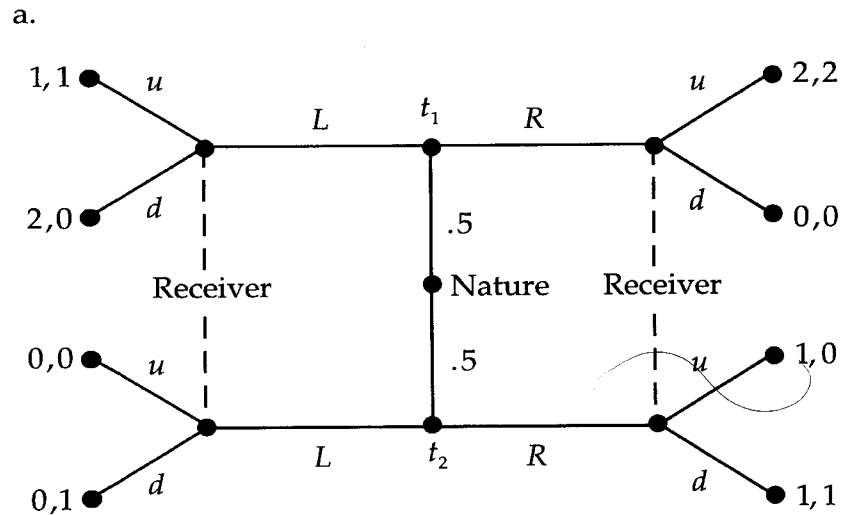 a.
1,1 u 2,2
L t₁ R u
d d
2,0 .5 0,0
Receiver Nature Receiver
0,0 u .5 u 1,0
L t₂ R
d d
0,1 1,1